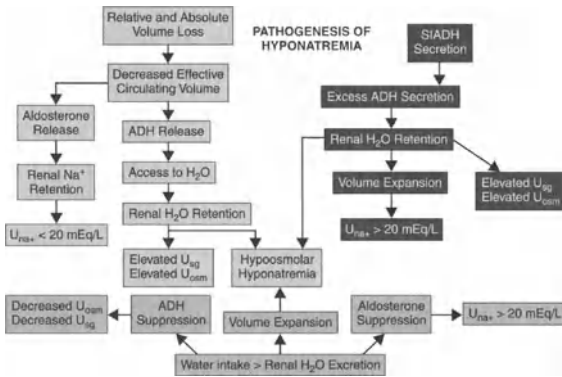 Relative and Absolute
Volume Loss
PATHOGENESIS OF
HYPONATREMIA
SIADH
Secretion
Decreased Effective
Circulating Volume
Excess ADH Secretion
Aldosterone
Release
ADH Release
Renal H₂O Retention
Renal Na⁺
Retention
Access to H₂O
Volume Expansion
Elevated Usg
Elevated Uosm
Renal H₂O Retention
Una+ < 20 mEq/L
Una+ > 20 mEq/L
Elevated Usg
Elevated Uosm
Hypoosmolar
Hyponatremia
Decreased Uosm
Decreased Usg
ADH
Suppression
Volume Expansion
Aldosterone
Suppression
Una+ > 20 mEq/L
Water intake > Renal H₂O Excretion